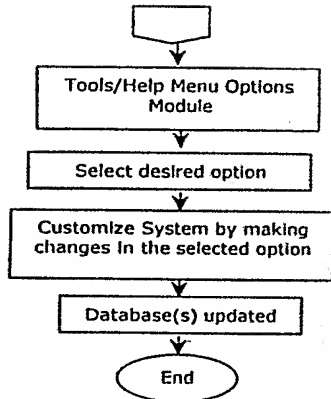 Tools/Help Menu Options
Module
Select desired option
Customize System by making
changes in the selected option
Database(s) updated
End